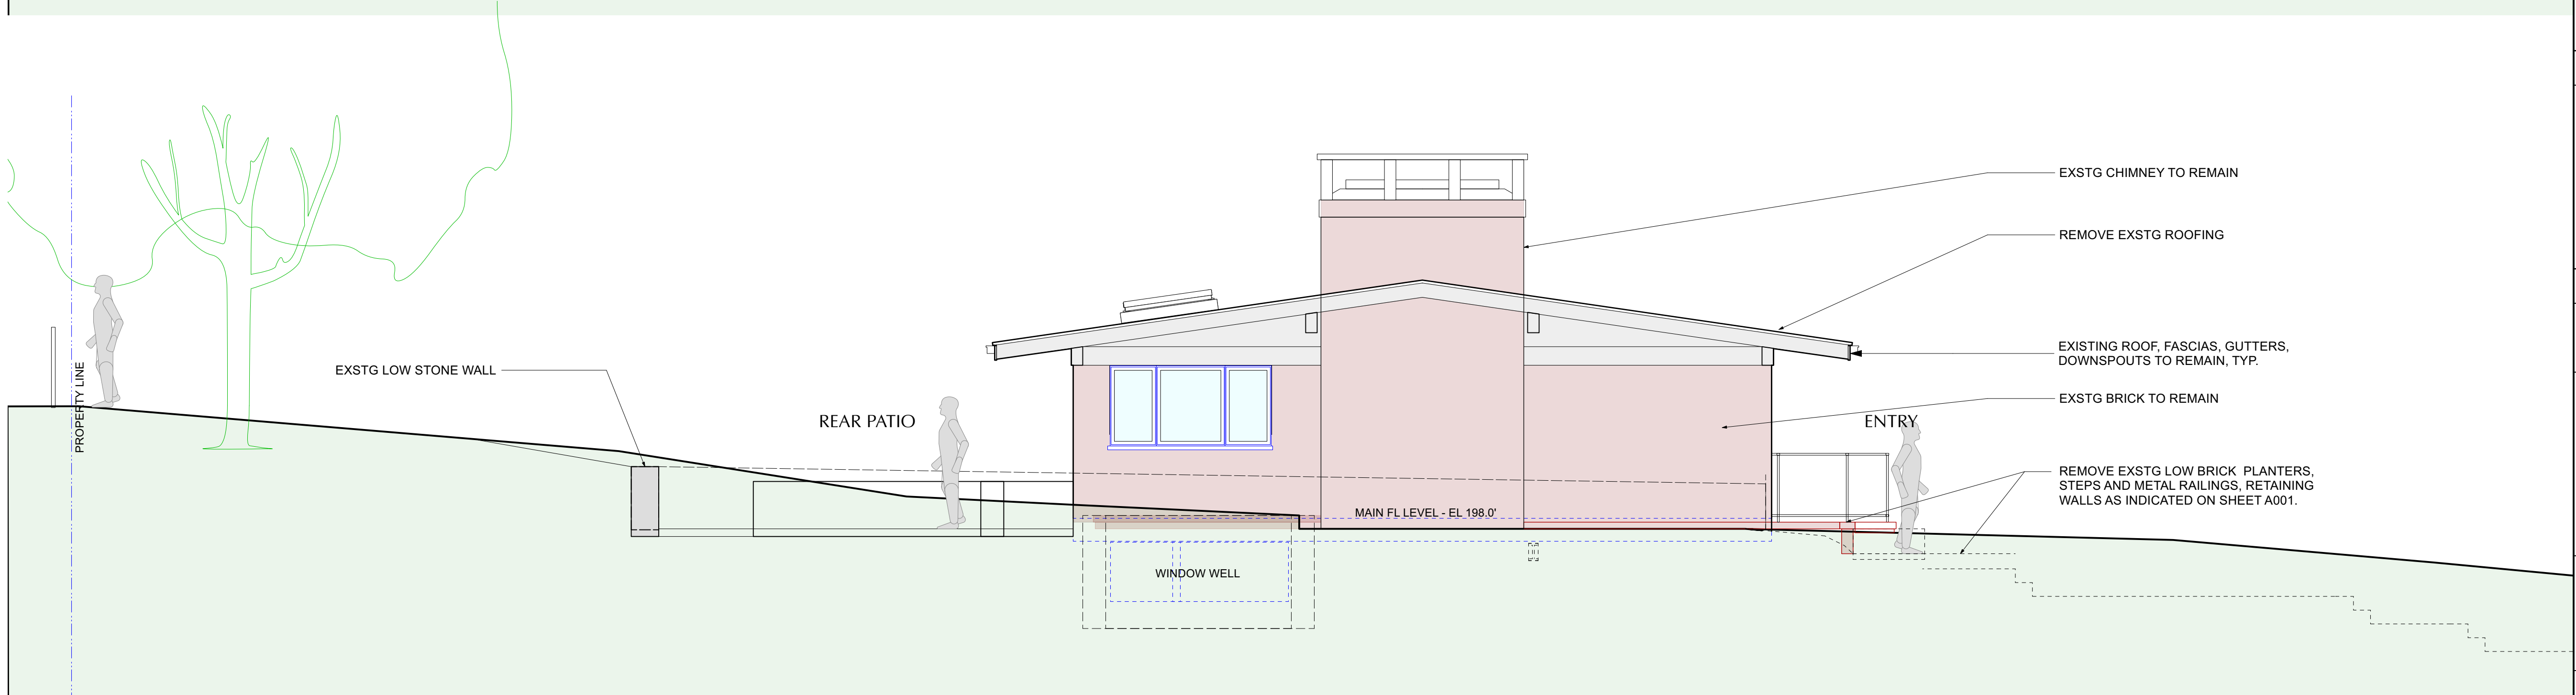 EXSTG CHIMNEY TO REMAIN
REMOVE EXSTG ROOFING
EXISTING ROOF, FASCIAS, GUTTERS,
DOWNSPOUTS TO REMAIN, TYP.
EXSTG LOW STONE WALL
PROPERTY LINE
EXSTG BRICK TO REMAIN
REAR PATIO
ENTRY
REMOVE EXSTG LOW BRICK PLANTERS,
STEPS AND METAL RAILINGS, RETAINING
WALLS AS INDICATED ON SHEET A001.
MAIN FL LEVEL - EL 198.0'
WINDOW WELL